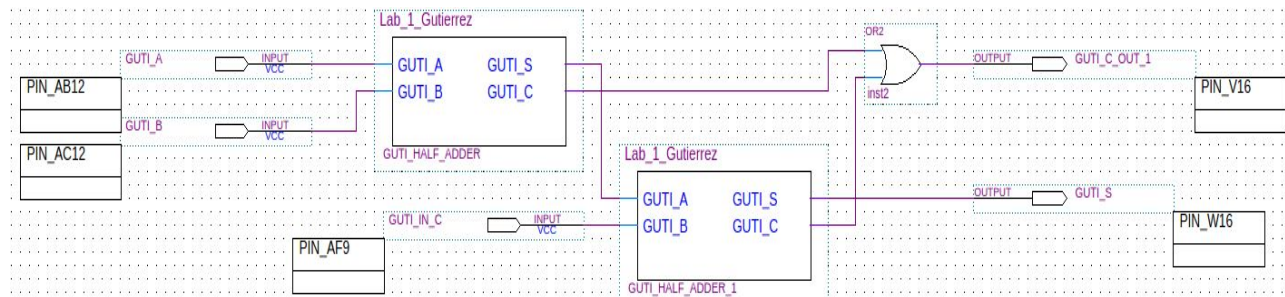 Lab_1_Gutierrez
GUTI_A
INPUT
VCC
GUTI_A GUTI_S
GUTI_B GUTI_C
GUTI_HALF_ADDER
PIN_AB12
GUTI_B
INPUT
VCC
PIN_AC12
OR2
inst2
OUTPUT
GUTI_C_OUT_1
PIN_V16
Lab_1_Gutierrez
GUTI_A GUTI_S
GUTI_B GUTI_C
GUTI_HALF_ADDER_1
GUTI_IN_C
INPUT
VCC
PIN_AF9
OUTPUT
GUTI_S
PIN_W16